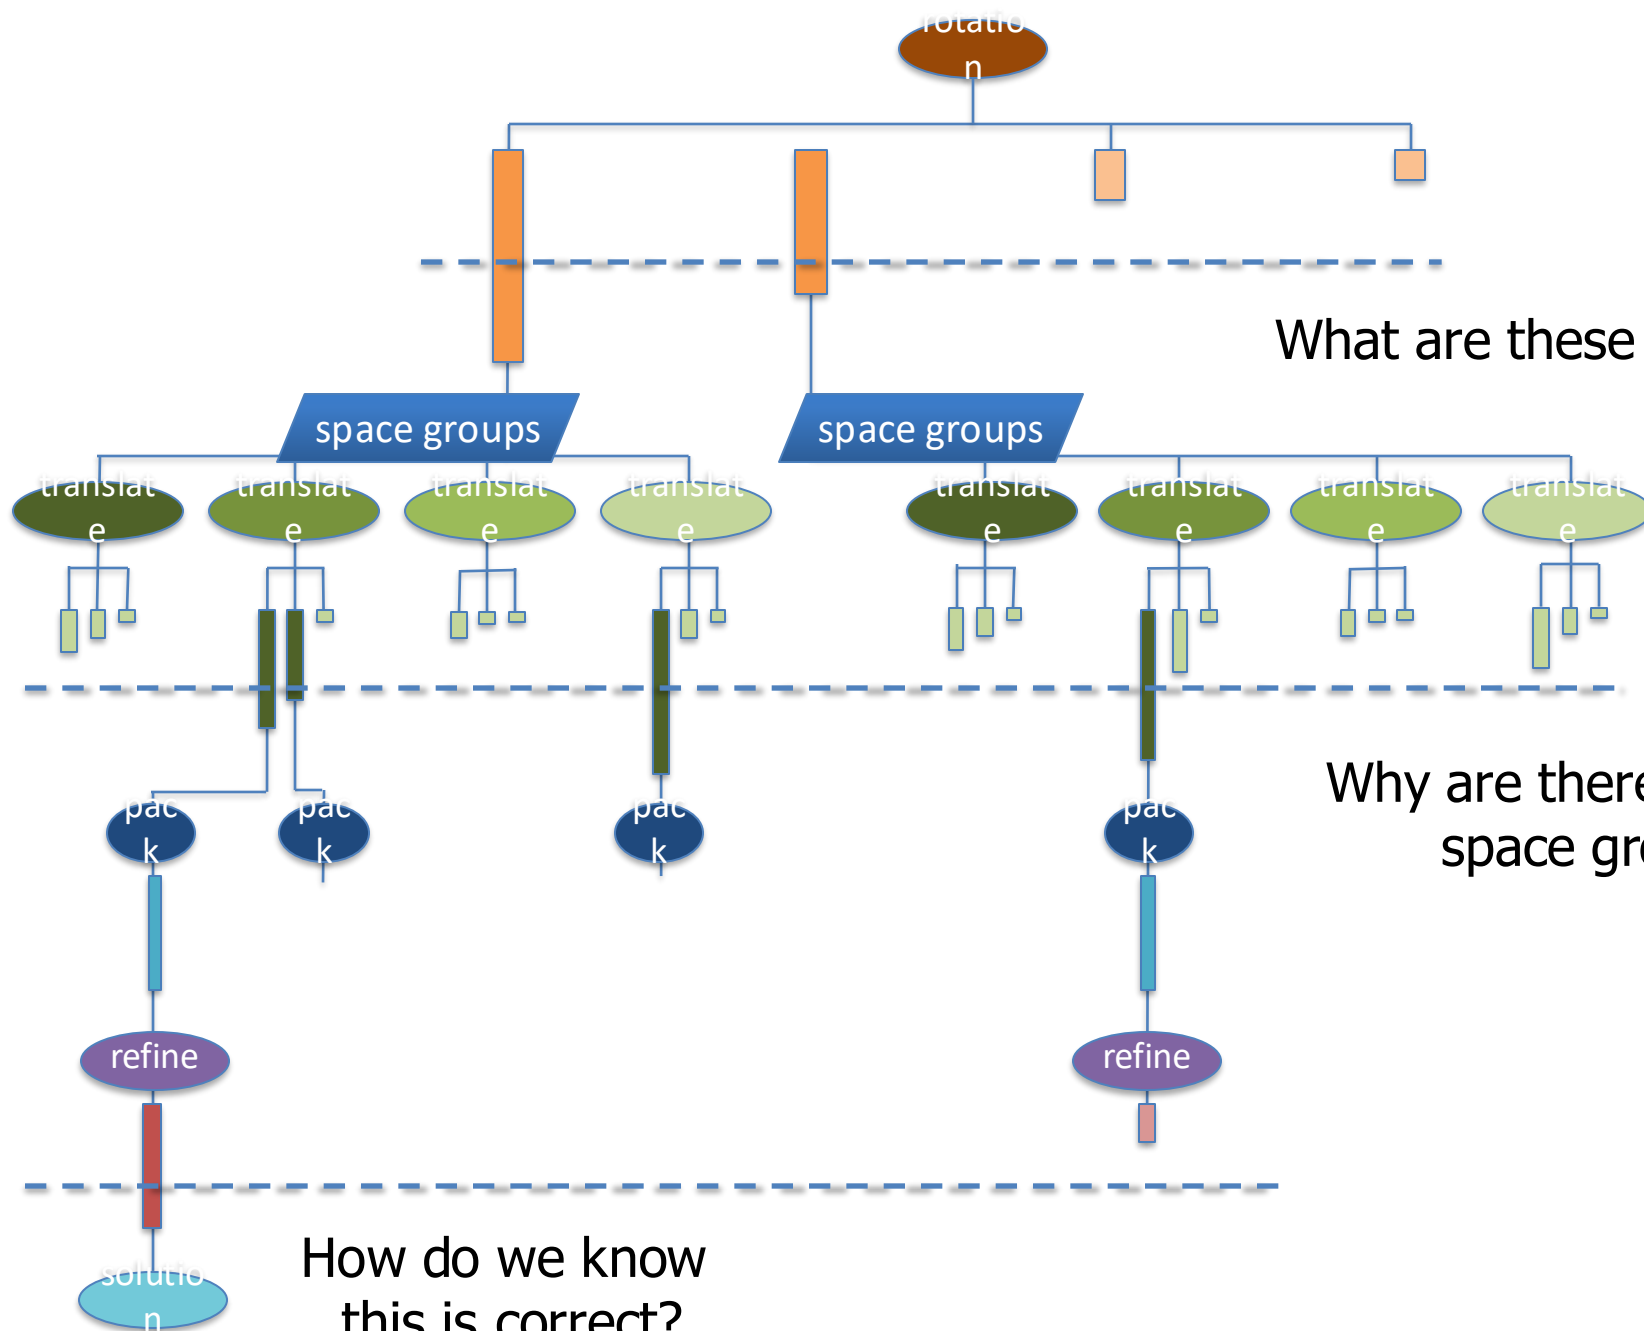 rotatio
n
What are these
space groups
space groups
translat
e
translat
e
translat
e
translat
e
translat
e
translat
e
translat
e
translat
e
Why are there
space gro
pac
k
pac
k
pac
k
pac
k
refine
refine
solutio
n
How do we know
this is correct?